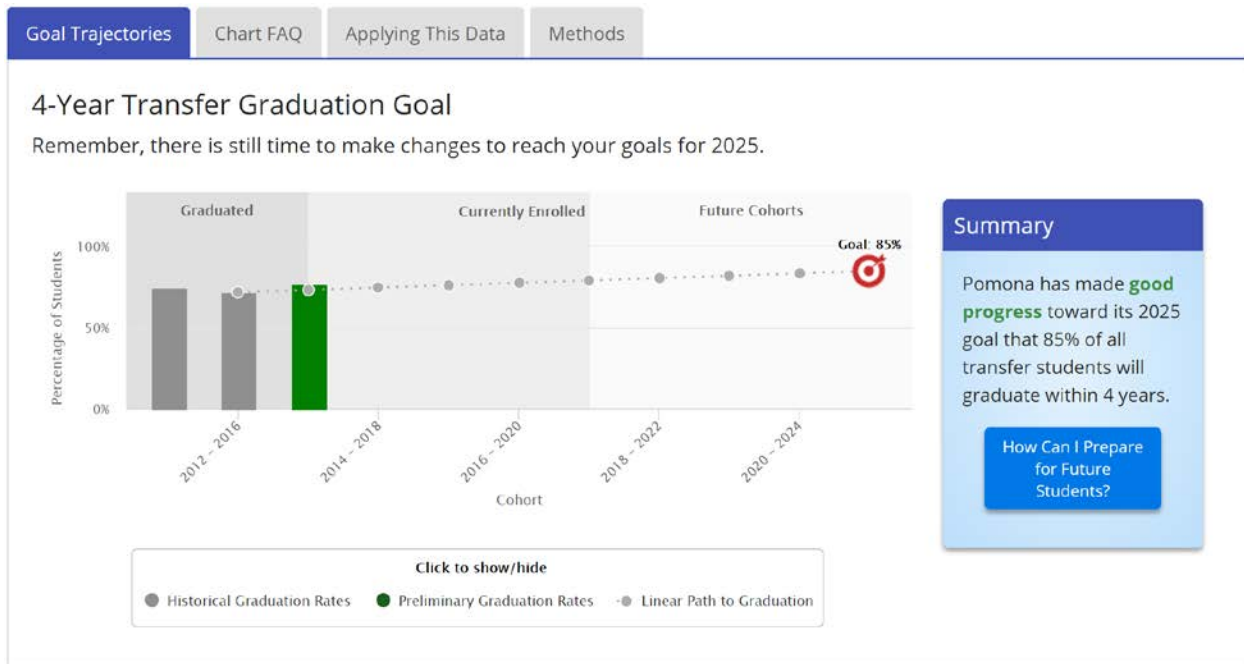 Goal Trajectories
Chart FAQ
Applying This Data
Methods
4-Year Transfer Graduation Goal
Remember, there is still time to make changes to reach your goals for 2025.
Graduated
Currently Enrolled
Future Cohorts
Goal: 85%
Percentage of Students
100%
50%
0%
2012 – 2016
2014 – 2018
2016 – 2020
2018 – 2022
2020 – 2024
Cohort
Click to show/hide
Historical Graduation Rates
Preliminary Graduation Rates
Linear Path to Graduation
Summary
Pomona has made good
progress toward its 2025
goal that 85% of all
transfer students will
graduate within 4 years.
How Can I Prepare
for Future
Students?